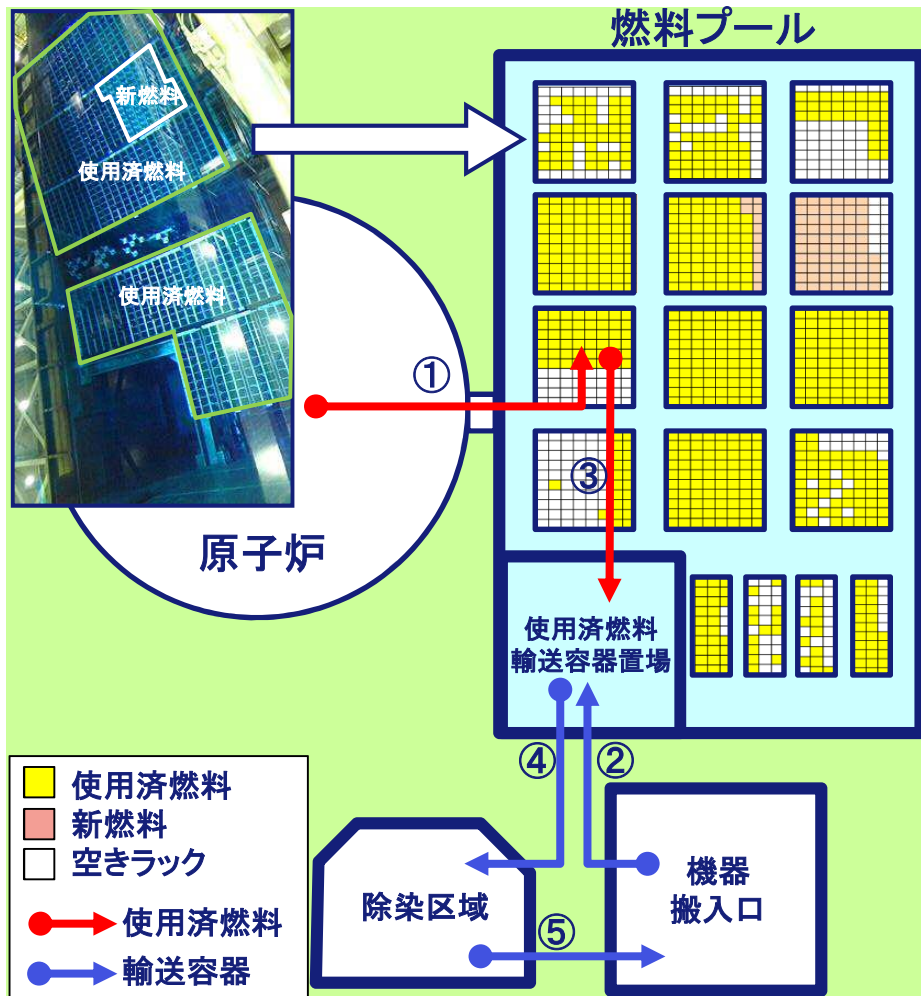 燃料プール
新燃料
使用済燃料
使用済燃料
①
③
原子炉
使用済燃料
輸送容器置場
④
②
使用済燃料
新燃料
空きラック
使用済燃料
輸送容器
除染区域
⑤
機器
搬入口